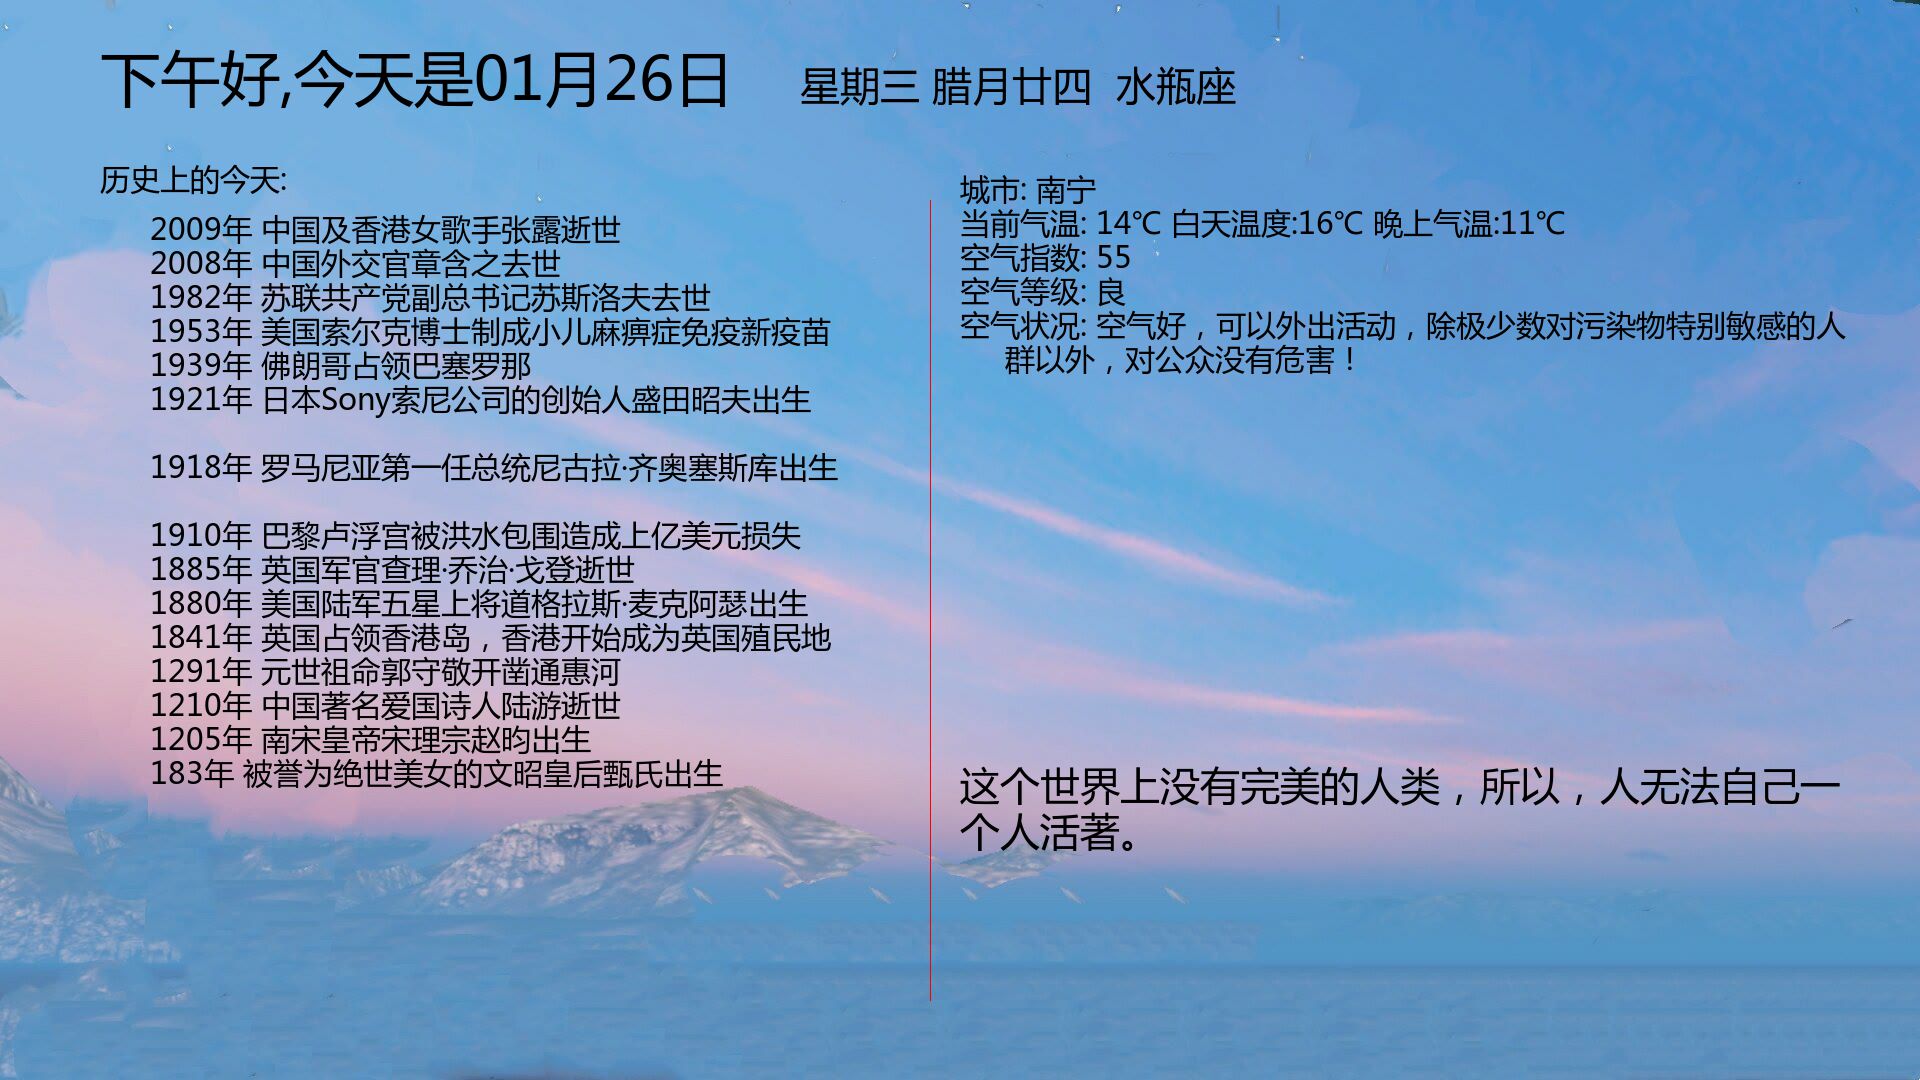 下午好,今天是01月26日 星期三 腊月廿四 水瓶座
历史上的今天:
2009年 中国及香港女歌手张露逝世
2008年 中国外交官章含之去世
1982年 苏联共产党副总书记苏斯洛夫去世
1953年 美国索尔克博士制成小儿麻痹症免疫新疫苗
1939年 佛朗哥占领巴塞罗那
1921年 日本Sony索尼公司的创始人盛田昭夫出生
1918年 罗马尼亚第一任总统尼古拉·齐奥塞斯库出生
1910年 巴黎卢浮宫被洪水包围造成上亿美元损失
1885年 英国军官查理·乔治·戈登逝世
1880年 美国陆军五星上将道格拉斯·麦克阿瑟出生
1841年 英国占领香港岛，香港开始成为英国殖民地
1291年 元世祖命郭守敬开凿通惠河
1210年 中国著名爱国诗人陆游逝世
1205年 南宋皇帝宋理宗赵昀出生
183年 被誉为绝世美女的文昭皇后甄氏出生
城市: 南宁
当前气温: 14℃ 白天温度:16℃ 晚上气温:11℃
空气指数: 55
空气等级: 良
空气状况: 空气好，可以外出活动，除极少数对污染物特别敏感的人
群以外，对公众没有危害！
这个世界上没有完美的人类，所以，人无法自己一
个人活著。